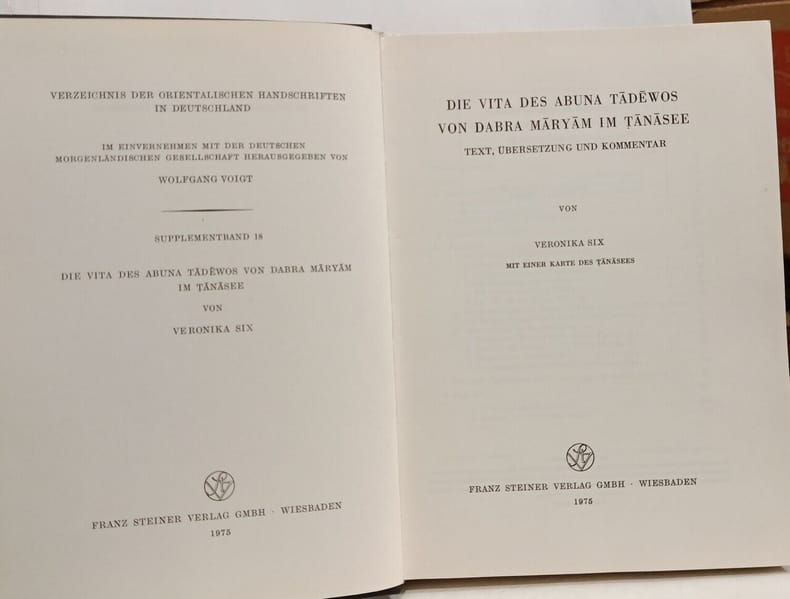 VERZEICHNIS DER ORIENTALISCHEN HANDSCHRIFTEN
IN DEUTSCHLAND
IM EINVERNEHMEN MIT DER DEUTSCHEN
MORGENLÄNDISCHEN GESELLSCHAFT HERAUSGEGEBEN VON
WOLFGANG VOIGT
SUPPLEMENTBAND 18
DIE VITA DES ABUNA TĀDĒWOS VON DABRA MĀRYĀM
IM ṬĀNĀSEE
VON
VERONIKA SIX
FRANZ STEINER VERLAG GMBH · WIESBADEN
1975
DIE VITA DES ABUNA TĀDĒWOS
VON DABRA MĀRYĀM IM ṬĀNĀSEE
TEXT, ÜBERSETZUNG UND KOMMENTAR
VON
VERONIKA SIX
MIT EINER KARTE DES ṬĀNĀSEES
FRANZ STEINER VERLAG GMBH · WIESBADEN
1975